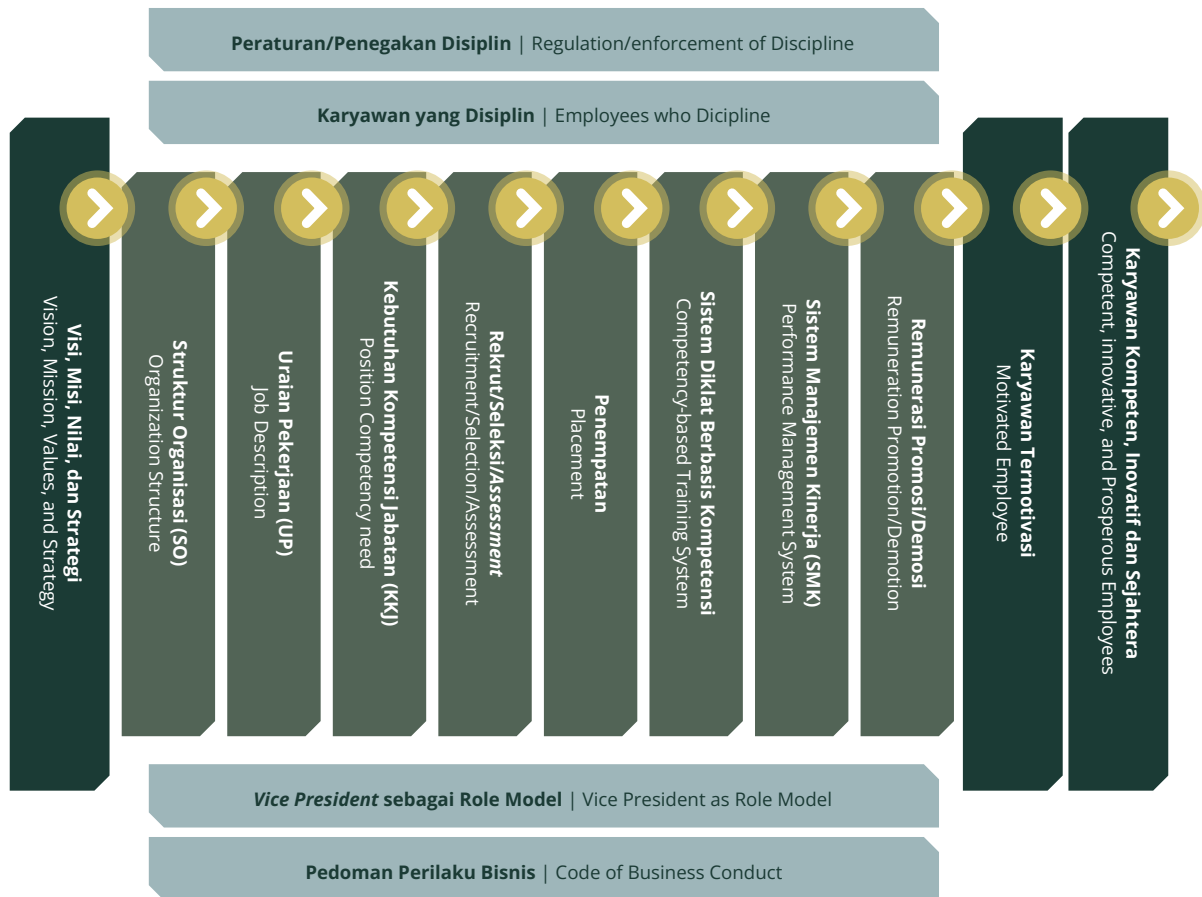 Peraturan/Penegakan Disiplin | Regulation/enforcement of Discipline
Karyawan yang Disiplin | Employees who Dicipline
Visi, Misi, Nilai, dan Strategi
Vision, Mission, Values, and Strategy
Struktur Organisasi (SO)
Organization Structure
Uraian Pekerjaan (UP)
Job Description
Kebutuhan Kompetensi Jabatan (KKJ)
Position Competency need
Rekrut/Seleksi/Assessment
Recruitment/Selection/Assessment
Penempatan
Placement
Sistem Diklat Berbasis Kompetensi
Competency-based Training System
Sistem Manajemen Kinerja (SMK)
Performance Management System
Remunerasi Promosi/Demosi
Remuneration Promotion/Demotion
Karyawan Termotivasi
Motivated Employee
Karyawan Kompeten, Inovatif dan Sejahtera
Competent, innovative, and Prosperous Employees
Vice President sebagai Role Model | Vice President as Role Model
Pedoman Perilaku Bisnis | Code of Business Conduct